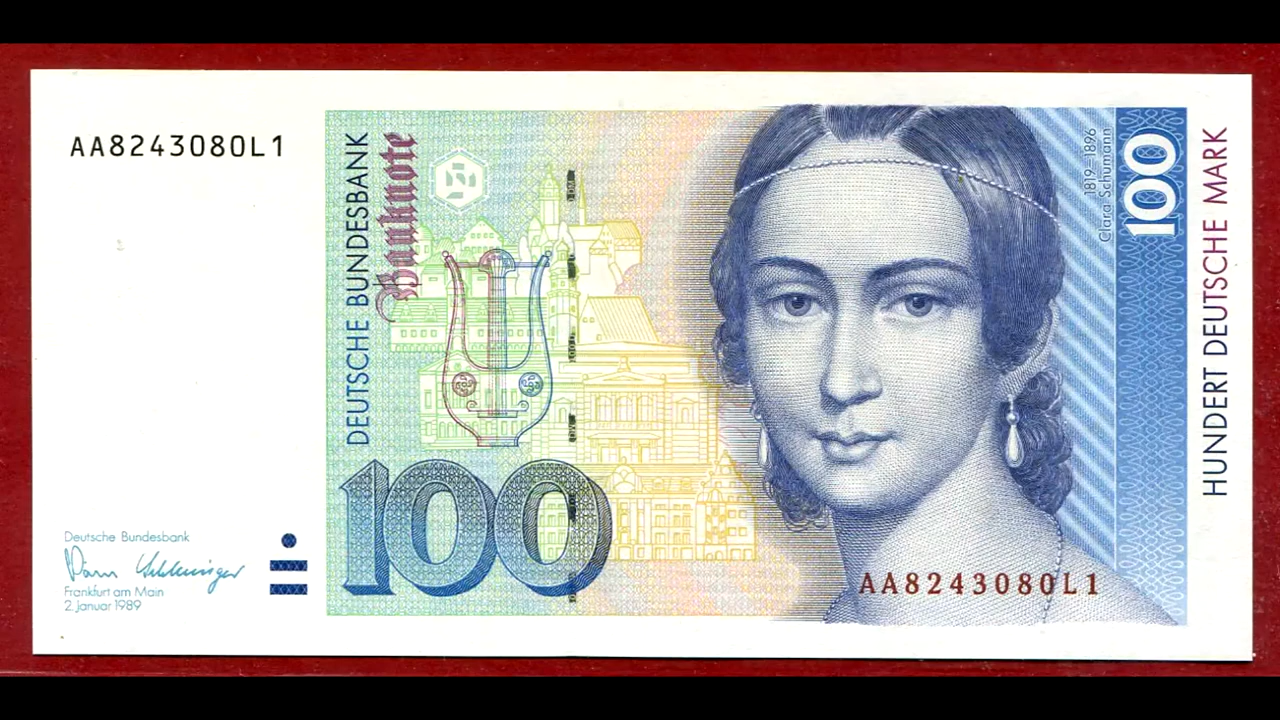 AA8243080L1
DEUTSCHE BUNDESBANK
Banknote
100
Deutsche Bundesbank
Frankfurt am Main
2. Januar 1989
1819–1896
Clara Schumann
100
HUNDERT DEUTSCHE MARK
AA8243080L1